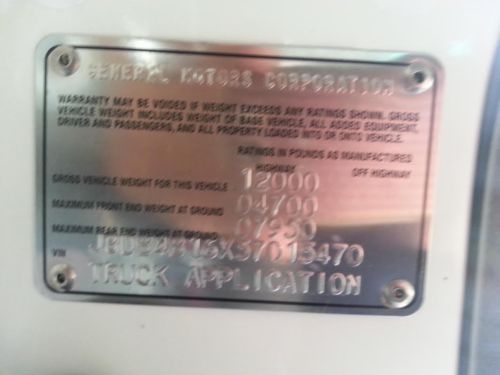 GENERAL MOTORS CORPORATION
WARRANTY MAY BE VOIDED IF WEIGHT EXCEEDS ANY RATINGS SHOWN. GROSS
VEHICLE WEIGHT INCLUDES WEIGHT OF BASE VEHICLE, ALL ADDED EQUIPMENT,
DRIVER AND PASSENGERS, AND ALL PROPERTY LOADED INTO OR ONTO VEHICLE.
RATINGS IN POUNDS AS MANUFACTURED
HIGHWAY OFF HIGHWAY
GROSS VEHICLE WEIGHT FOR THIS VEHICLE 12000
MAXIMUM FRONT END WEIGHT AT GROUND 04700
MAXIMUM REAR END WEIGHT AT GROUND 07950
VIN
TRUCK APPLICATION